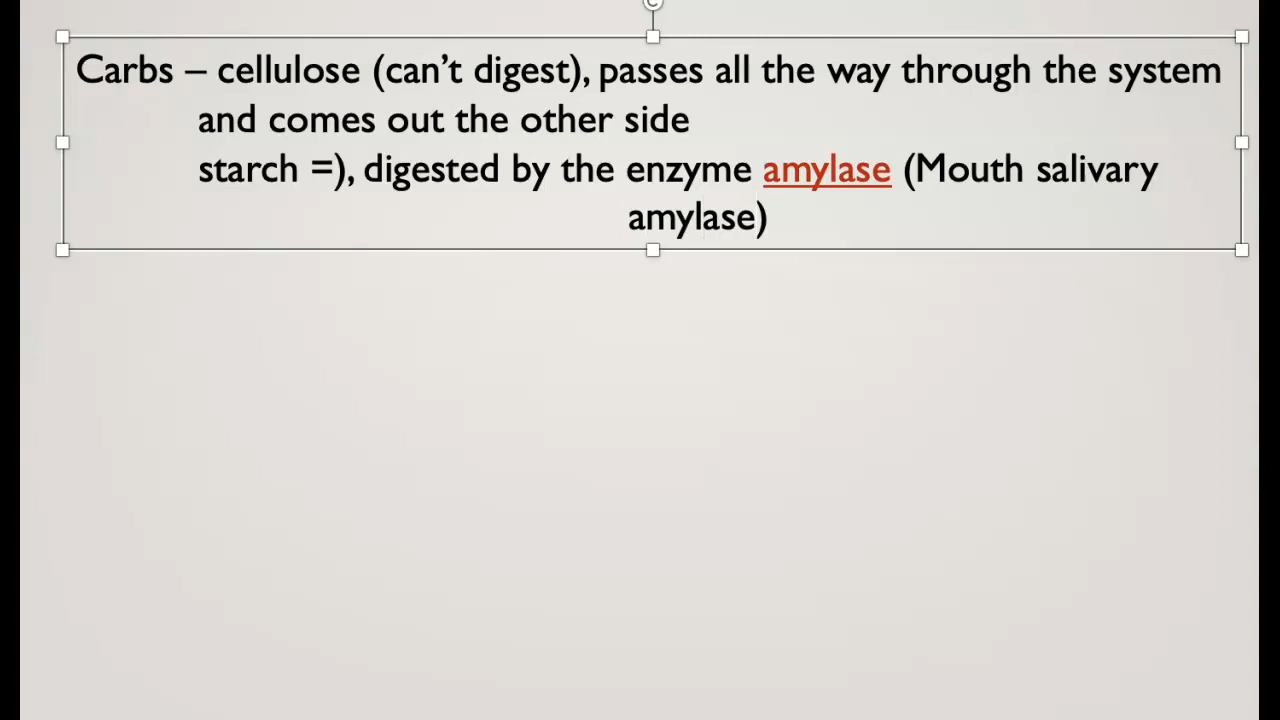 Carbs – cellulose (can’t digest), passes all the way through the system
and comes out the other side
starch =), digested by the enzyme amylase (Mouth salivary
amylase)